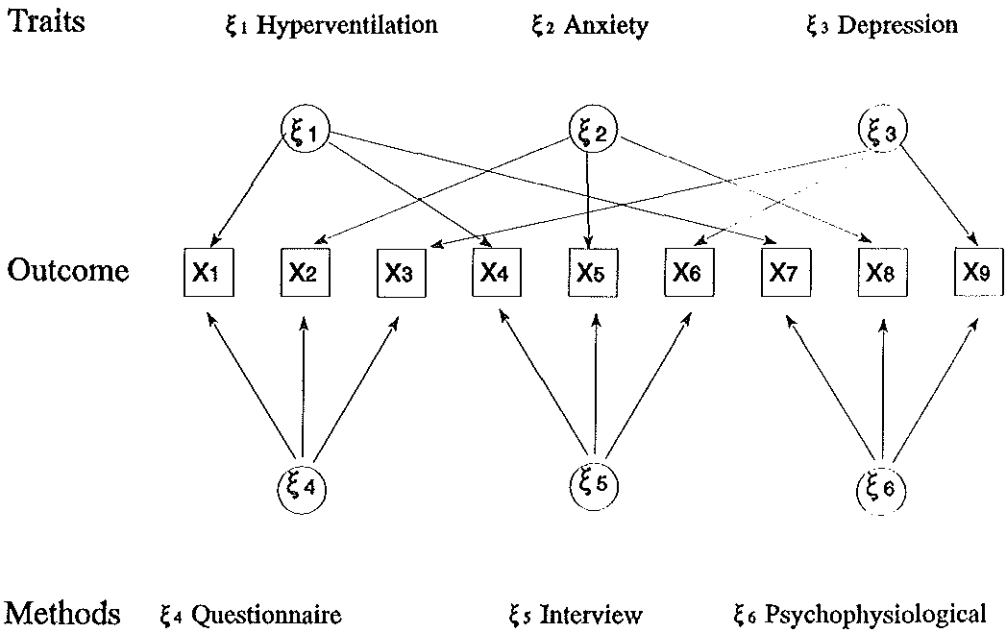 Traits ξ1 Hyperventilation ξ2 Anxiety ξ3 Depression
ξ1 ξ2 ξ3
Outcome X1 X2 X3 X4 X5 X6 X7 X8 X9
ξ4 ξ5 ξ6
Methods ξ4 Questionnaire ξ5 Interview ξ6 Psychophysiological